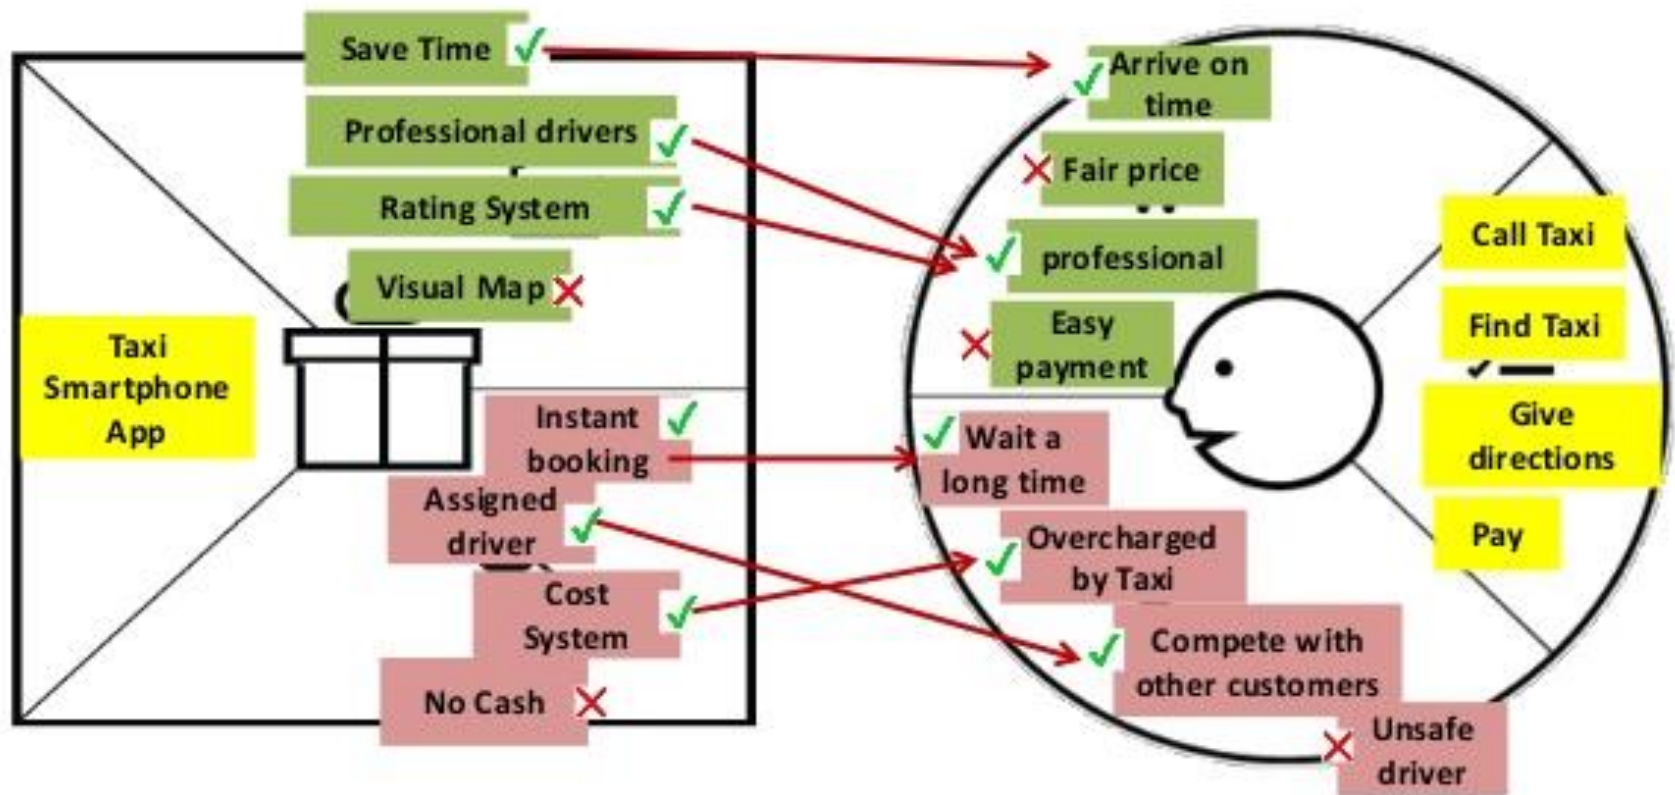 Save Time
Professional drivers
Rating System
Visual Map
Taxi
Smartphone
App
Instant
booking
Assigned
driver
Cost
System
No Cash
Arrive on
time
Fair price
professional
Easy
payment
Wait a
long time
Overcharged
by Taxi
Compete with
other customers
Unsafe
driver
Call Taxi
Find Taxi
Give
directions
Pay